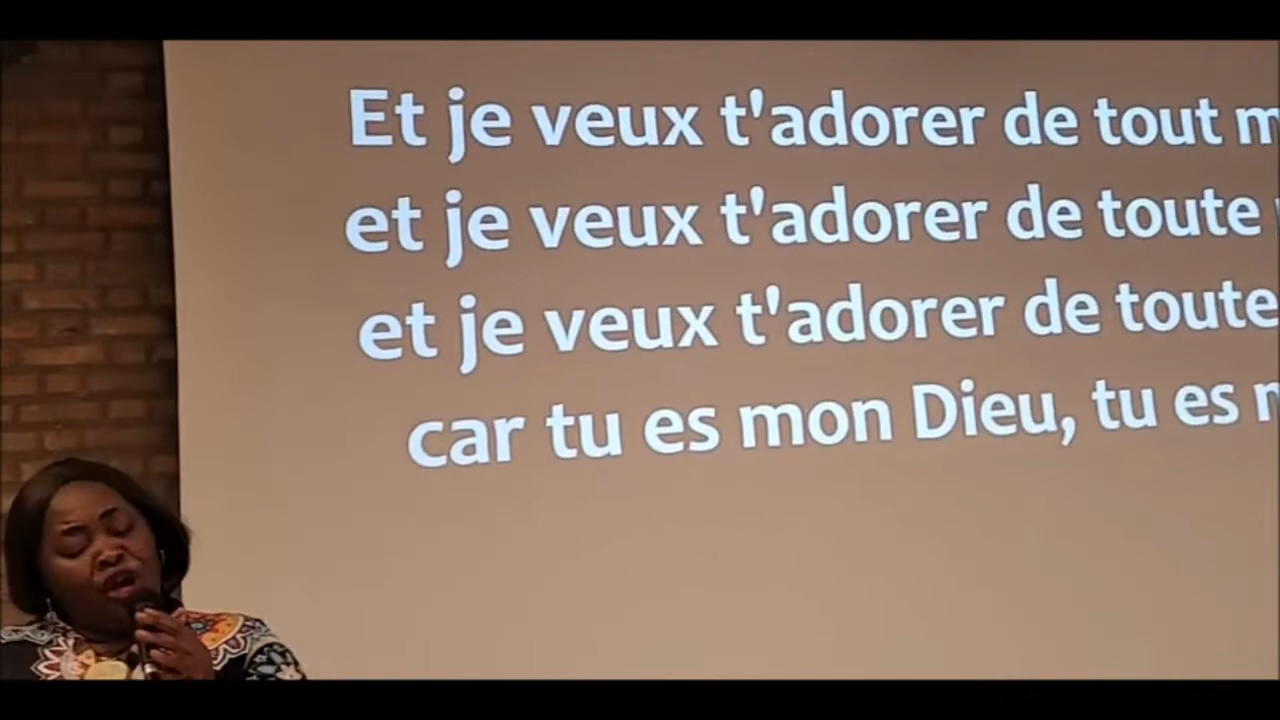 Et je veux t'adorer de tout
et je veux t'adorer de toute
et je veux t'adorer de toute
car tu es mon Dieu, tu es